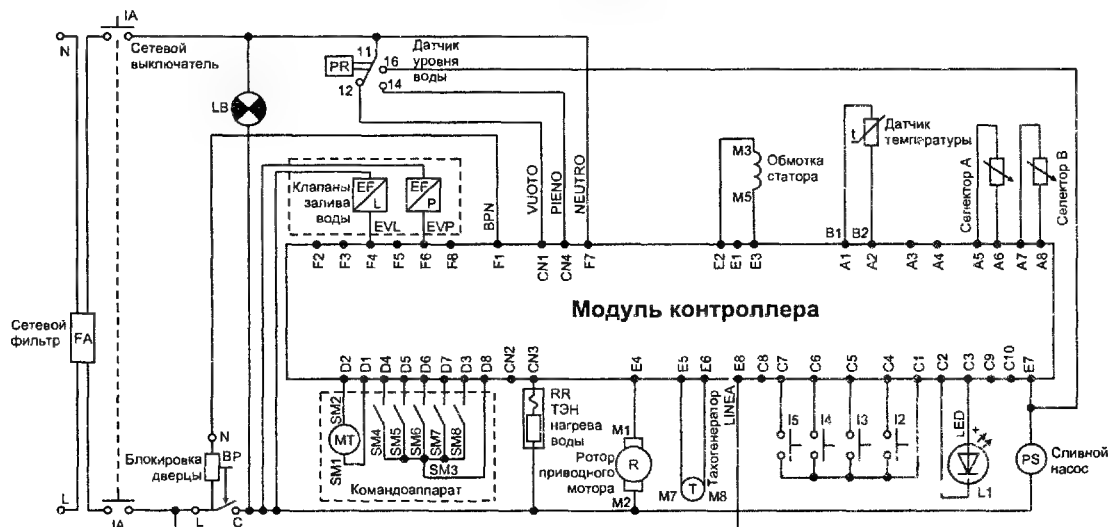 IA
N
Сетевой
выключатель
LB
PR
11
12
16
14
Датчик
уровня
воды
Клапаны
залива
воды
EF
L
EF
P
EVL
EVP
BPN
VUOTO
PIENO
NEUTRO
M3
M5
Обмотка
статора
t
Датчик
температуры
B1
B2
Селектор A
Селектор B
F2
F3
F4
F5
F6
F8
F1
CN1
CN4
F7
E2
E1
E3
A1
A2
A3
A4
A5
A6
A7
A8
Модуль контроллера
Сетевой
фильтр
FA
D2
D1
D4
D5
D6
D7
D3
D8
CN2
CN3
E4
E5
E6
E8
C8
C7
C6
C5
C4
C1
C2
C3
C9
C10
E7
SM2
MT
SM1
SM4
SM5
SM6
SM7
SM8
SM3
Командоаппарат
RR
ТЭН
нагрева
воды
M1
Ротор
приводного
мотора
R
M2
M7
T
M8
Тахогенератор
LINEA
I5
I4
I3
I2
LED
+
L1
PS
Сливной
насос
N
Блокировка
дверцы
BP
L
IA
L
C